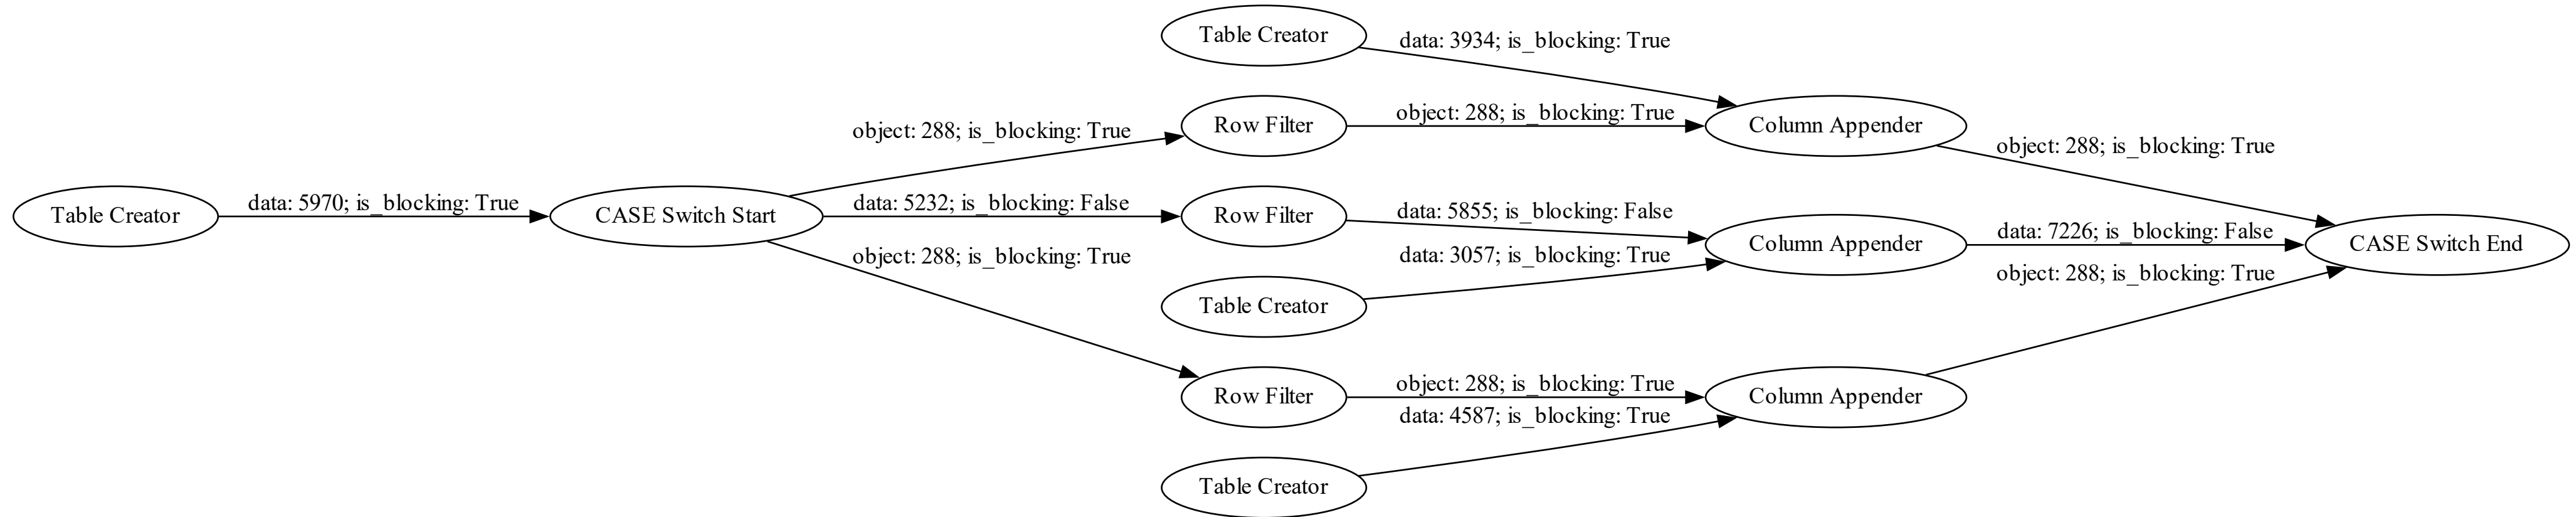 Table Creator
data: 3934; is_blocking: True
object: 288; is_blocking: True
Row Filter
object: 288; is_blocking: True
Column Appender
object: 288; is_blocking: True
Table Creator
data: 5970; is_blocking: True
CASE Switch Start
data: 5232; is_blocking: False
Row Filter
data: 5855; is_blocking: False
Column Appender
data: 7226; is_blocking: False
CASE Switch End
object: 288; is_blocking: True
data: 3057; is_blocking: True
object: 288; is_blocking: True
Table Creator
Row Filter
object: 288; is_blocking: True
Column Appender
data: 4587; is_blocking: True
Table Creator